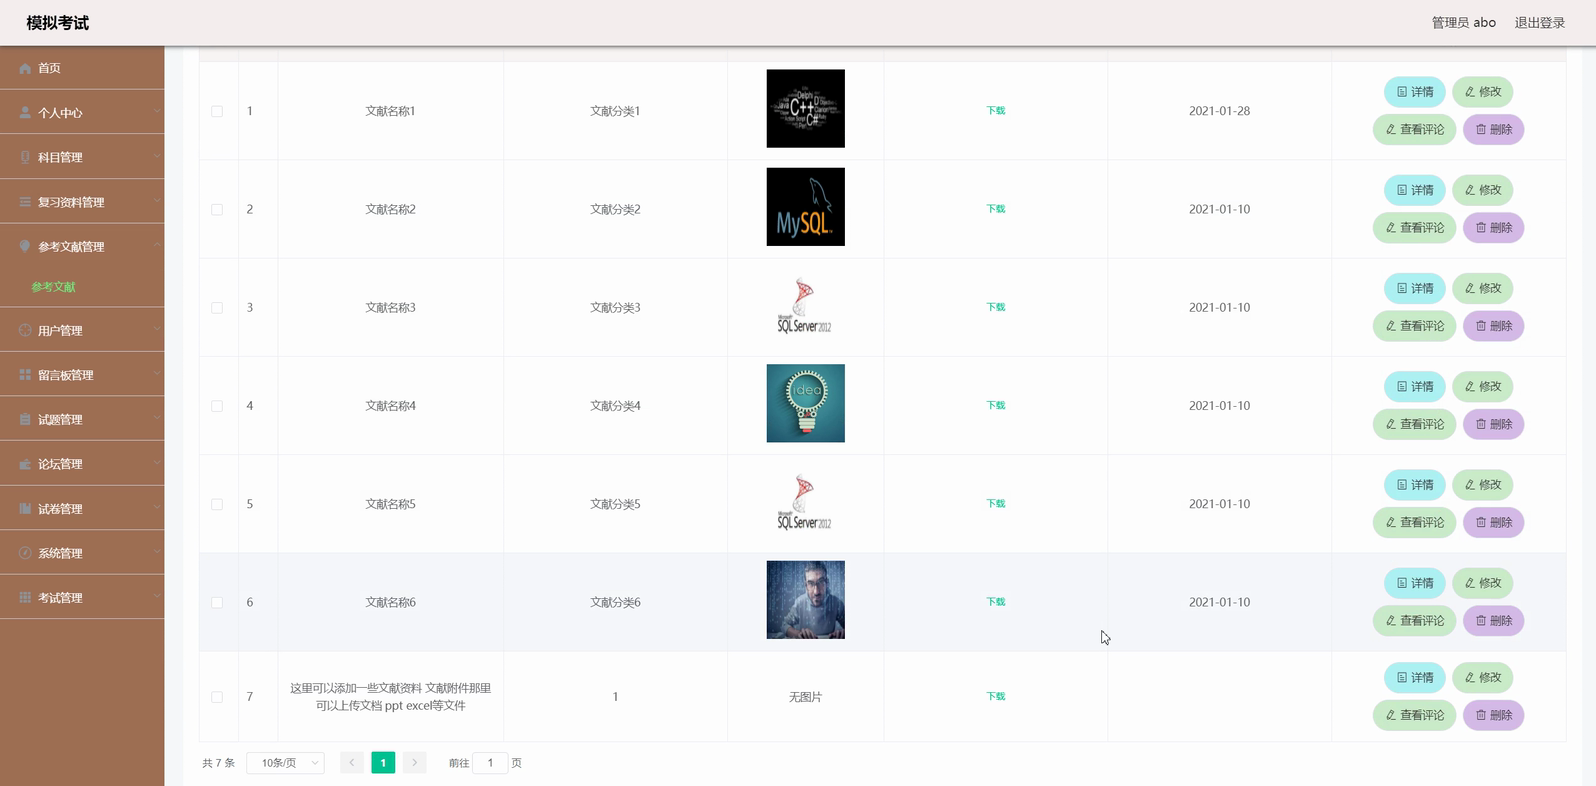 模拟考试
管理员 abo 退出登录
首页
个人中心
科目管理
复习资料管理
参考文献管理
参考文献
用户管理
留言板管理
试题管理
论坛管理
试卷管理
系统管理
考试管理
1 文献名称1 文献分类1 下载 2021-01-28 详情 修改
查看评论 删除
Delphi
Java C++
C#
2 文献名称2 文献分类2 下载 2021-01-10 详情 修改
查看评论 删除
MySQL
3 文献名称3 文献分类3 下载 2021-01-10 详情 修改
查看评论 删除
Microsoft
SQL Server 2012
4 文献名称4 文献分类4 下载 2021-01-10 详情 修改
查看评论 删除
idea
5 文献名称5 文献分类5 下载 2021-01-10 详情 修改
查看评论 删除
Microsoft
SQL Server 2012
6 文献名称6 文献分类6 下载 2021-01-10 详情 修改
查看评论 删除
7 这里可以添加一些文献资料 文献附件那里
可以上传文档 ppt excel等文件 1 无图片 下载 详情 修改
查看评论 删除
共 7 条 10条/页 1 前往 1 页